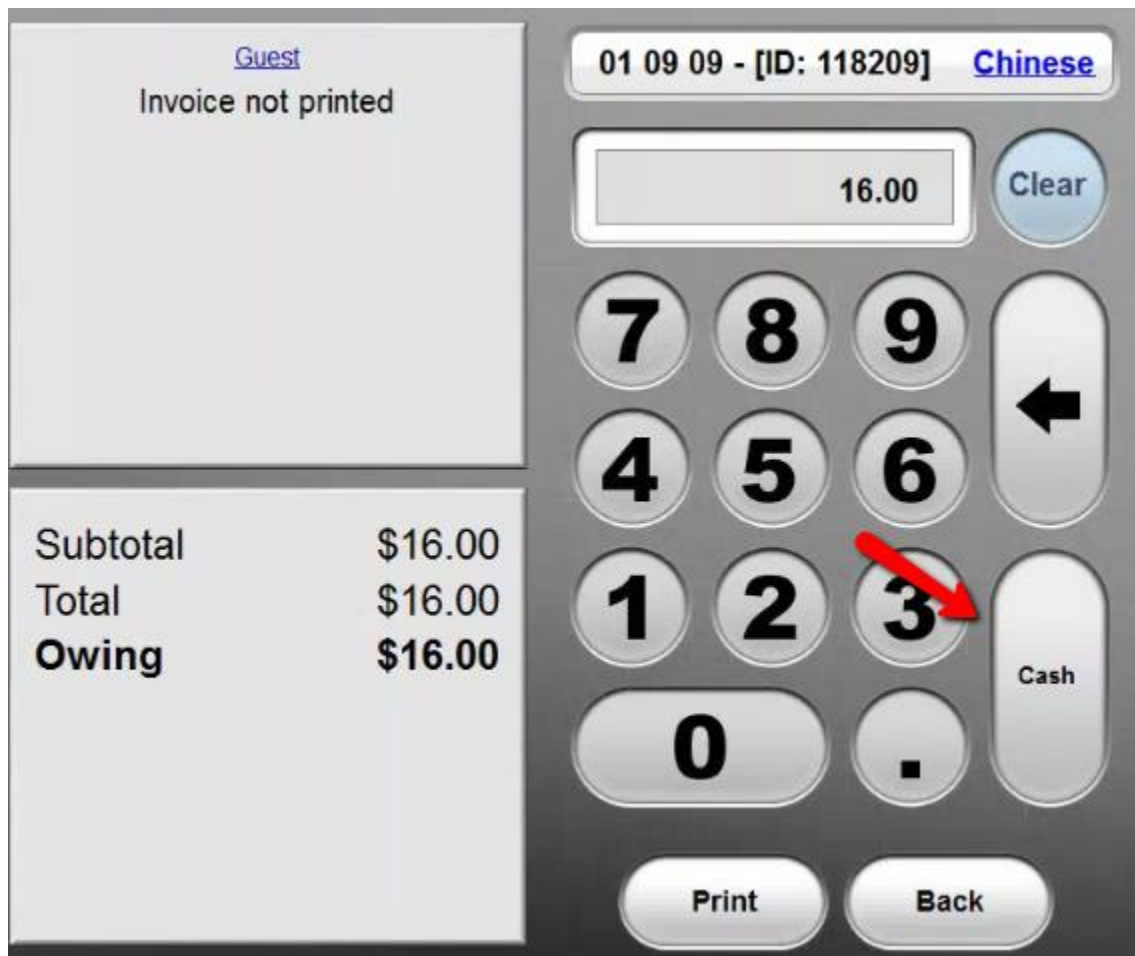 Guest
Invoice not printed
Subtotal $16.00
Total $16.00
Owing $16.00
01 09 09 - [ID: 118209] Chinese
16.00 Clear
7 8 9
4 5 6
1 2 3
Cash
0 .
Print Back